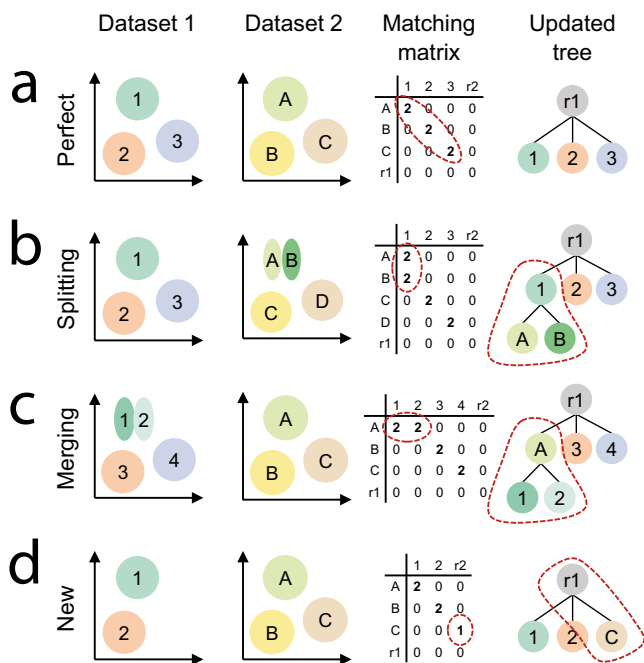 Dataset 1 Dataset 2 Matching matrix Updated tree
a
Perfect
1
2
3
A
B
C
1 2 3 r2
A 2 0 0 0
B 0 2 0 0
C 0 0 2 0
r1 0 0 0 0
r1
1 2 3
b
Splitting
1
2
3
A B
C
D
1 2 3 r2
A 2 0 0 0
B 2 0 0 0
C 0 2 0 0
D 0 0 2 0
r1 0 0 0 0
r1
1 2 3
A B
c
Merging
1 2
3
4
A
B
C
1 2 3 4 r2
A 2 2 0 0 0
B 0 0 2 0 0
C 0 0 0 2 0
r1 0 0 0 0 0
r1
A 3 4
1 2
d
New
1
2
A
B
C
1 2 r2
A 2 0 0
B 0 2 0
C 0 0 1
r1 0 0 0
r1
1 2 C